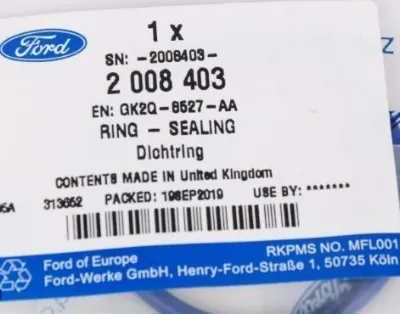 Ford
1 x
SN: -2008403-
2 008 403
EN: GK2Q-6527-AA
RING - SEALING
Dichtring
CONTENTS MADE IN United Kingdom
313652 PACKED: 19SEP2019 USE BY: *******
RKPMS NO. MFL001
Ford of Europe
Ford-Werke GmbH, Henry-Ford-Strasse 1, 50735 Köln